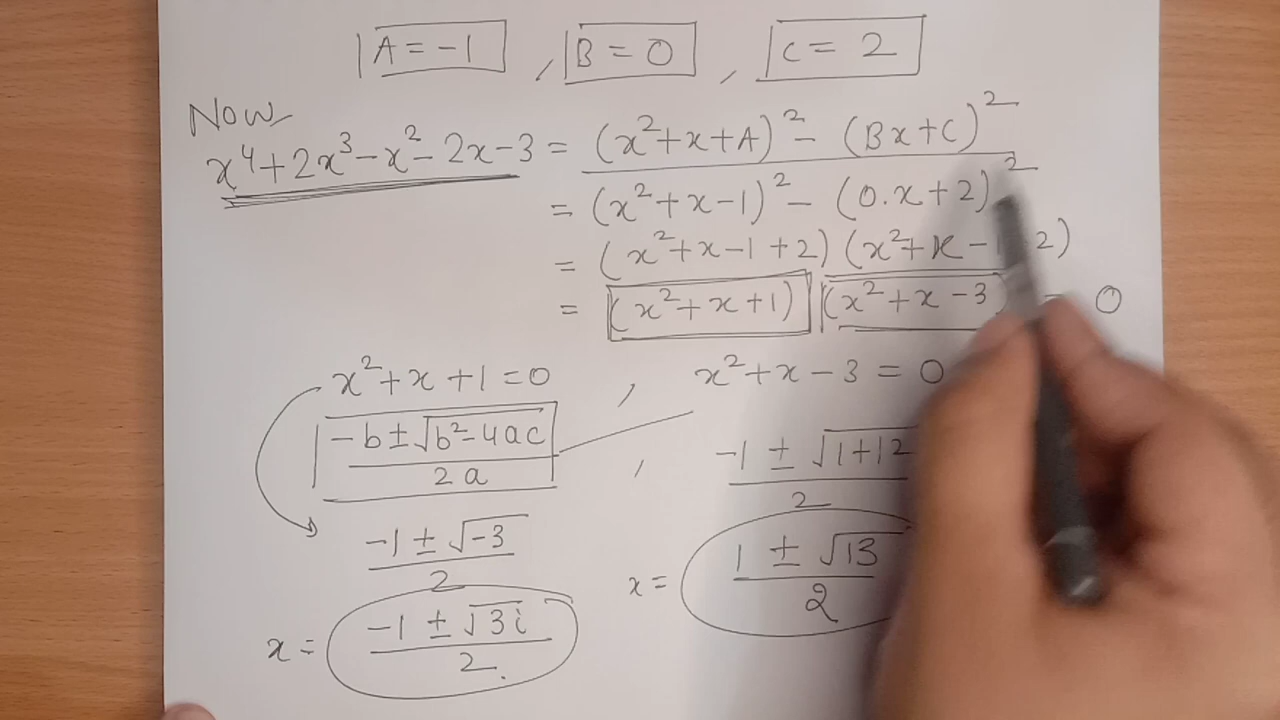 A = -1 , B = 0 , C = 2
Now
x⁴ + 2x³ - x² - 2x - 3 = (x² + x + A)² - (Bx + C)²
= (x² + x - 1)² - (0.x + 2)²
= (x² + x - 1 + 2) (x² + x - 1 2)
= (x² + x + 1) (x² + x - 3 = 0
x² + x + 1 = 0 , x² + x - 3 = 0
-b ± √b² - 4ac / 2a , -1 ± √1+12 / 2
-1 ± √-3 / 2
x = 1 ± √13 / 2
x = -1 ± √3i / 2